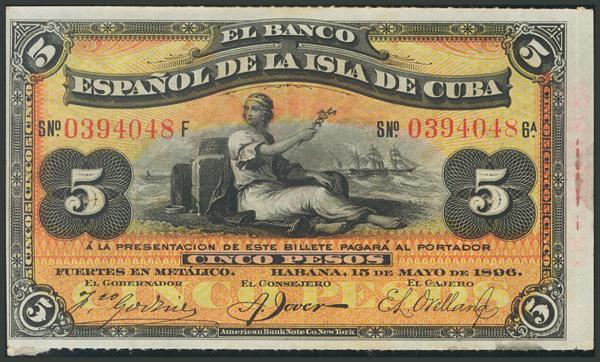 5 EL BANCO 5
ESPAÑOL DE LA ISLA DE CUBA
SNº 0394048 F SNº 0394048 6A
5 5
Á LA PRESENTACION DE ESTE BILLETE PAGARÁ AL PORTADOR
CINCO PESOS
FUERTES EN METÁLICO. HABANA, 15 DE MAYO DE 1896.
EL GOBERNADOR EL CONSEJERO EL CAJERO
5 5
American Bank Note Co. New York